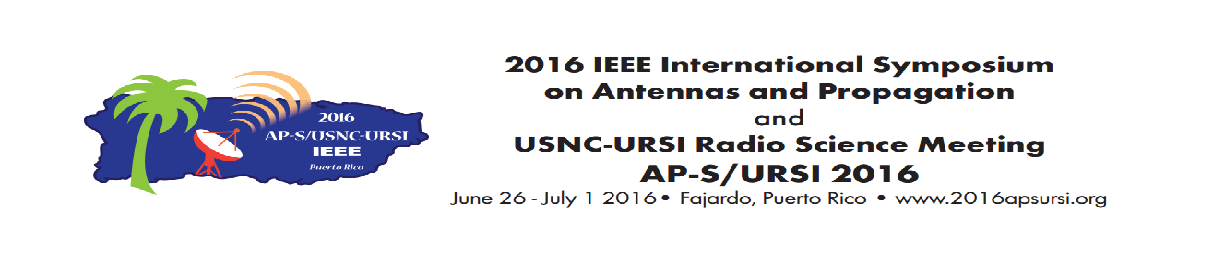 2016
AP-S/USNC-URSI
IEEE
Puerto Rico
2016 IEEE International Symposium
on Antennas and Propagation
and
USNC-URSI Radio Science Meeting
AP-S/URSI 2016
June 26 - July 1 2016 • Fajardo, Puerto Rico • www.2016apsursi.org